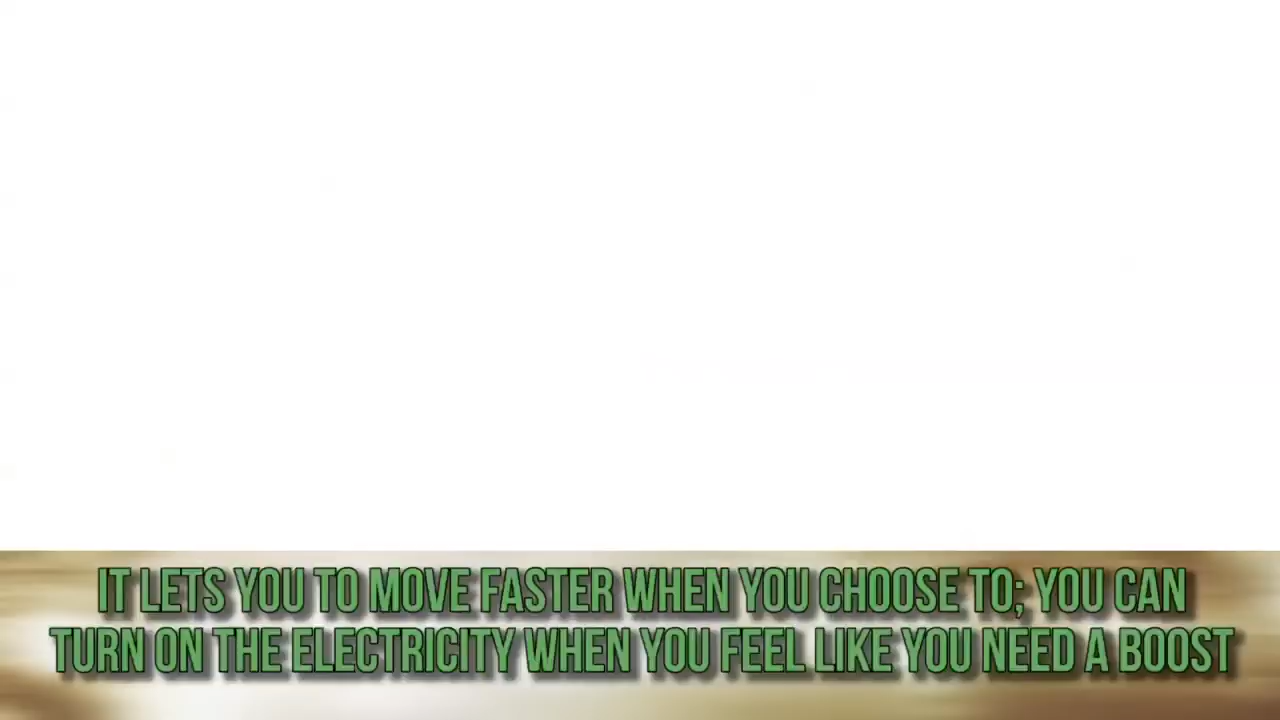 IT LETS YOU TO MOVE FASTER WHEN YOU CHOOSE TO; YOU CAN
TURN ON THE ELECTRICITY WHEN YOU FEEL LIKE YOU NEED A BOOST